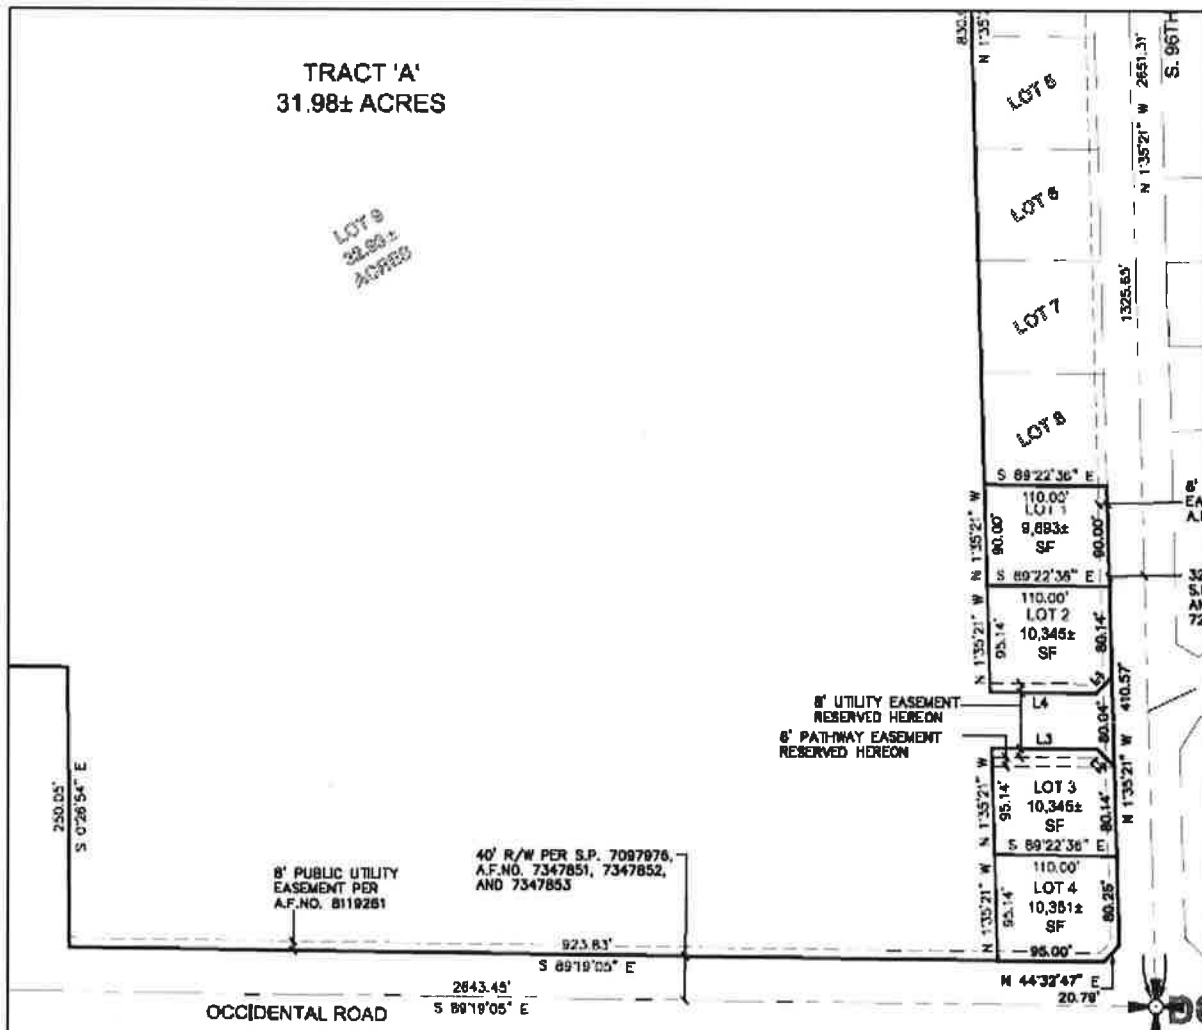 TRACT 'A'
31.98± ACRES
LOT 9
ACRES
N 1°35'
LOT 6
LOT 7
LOT 8
N 1°35'21" W 2651.31'
S. 96TH
1325.65'
S 89°22'36" E
110.00'
LOT 1
9,893±
SF
90.00'
90.00'
N 1°35'21" W
S 89°22'36" E
110.00'
LOT 2
10,345±
SF
95.14'
80.14'
N 1°35'21" W
L4
8' UTILITY EASEMENT
RESERVED HEREON
6' PATHWAY EASEMENT
RESERVED HEREON
L3
80.04'
410.57'
N 1°35'21" W
LOT 3
10,345±
SF
95.14'
80.14'
N 1°35'21" W
S 89°22'36" E
110.00'
LOT 4
10,351±
SF
95.14'
80.25'
N 1°35'21" W
95.00'
N 44°32'47" E
20.79'
250.05'
S 0°26'54" E
8' PUBLIC UTILITY
EASEMENT PER
A.F.NO. 8119261
40' R/W PER S.P. 7097976,
A.F.NO. 7347851, 7347852,
AND 7347853
923.83'
S 89°19'05" E
2643.45'
S 89°19'05" E
OCCIDENTAL ROAD